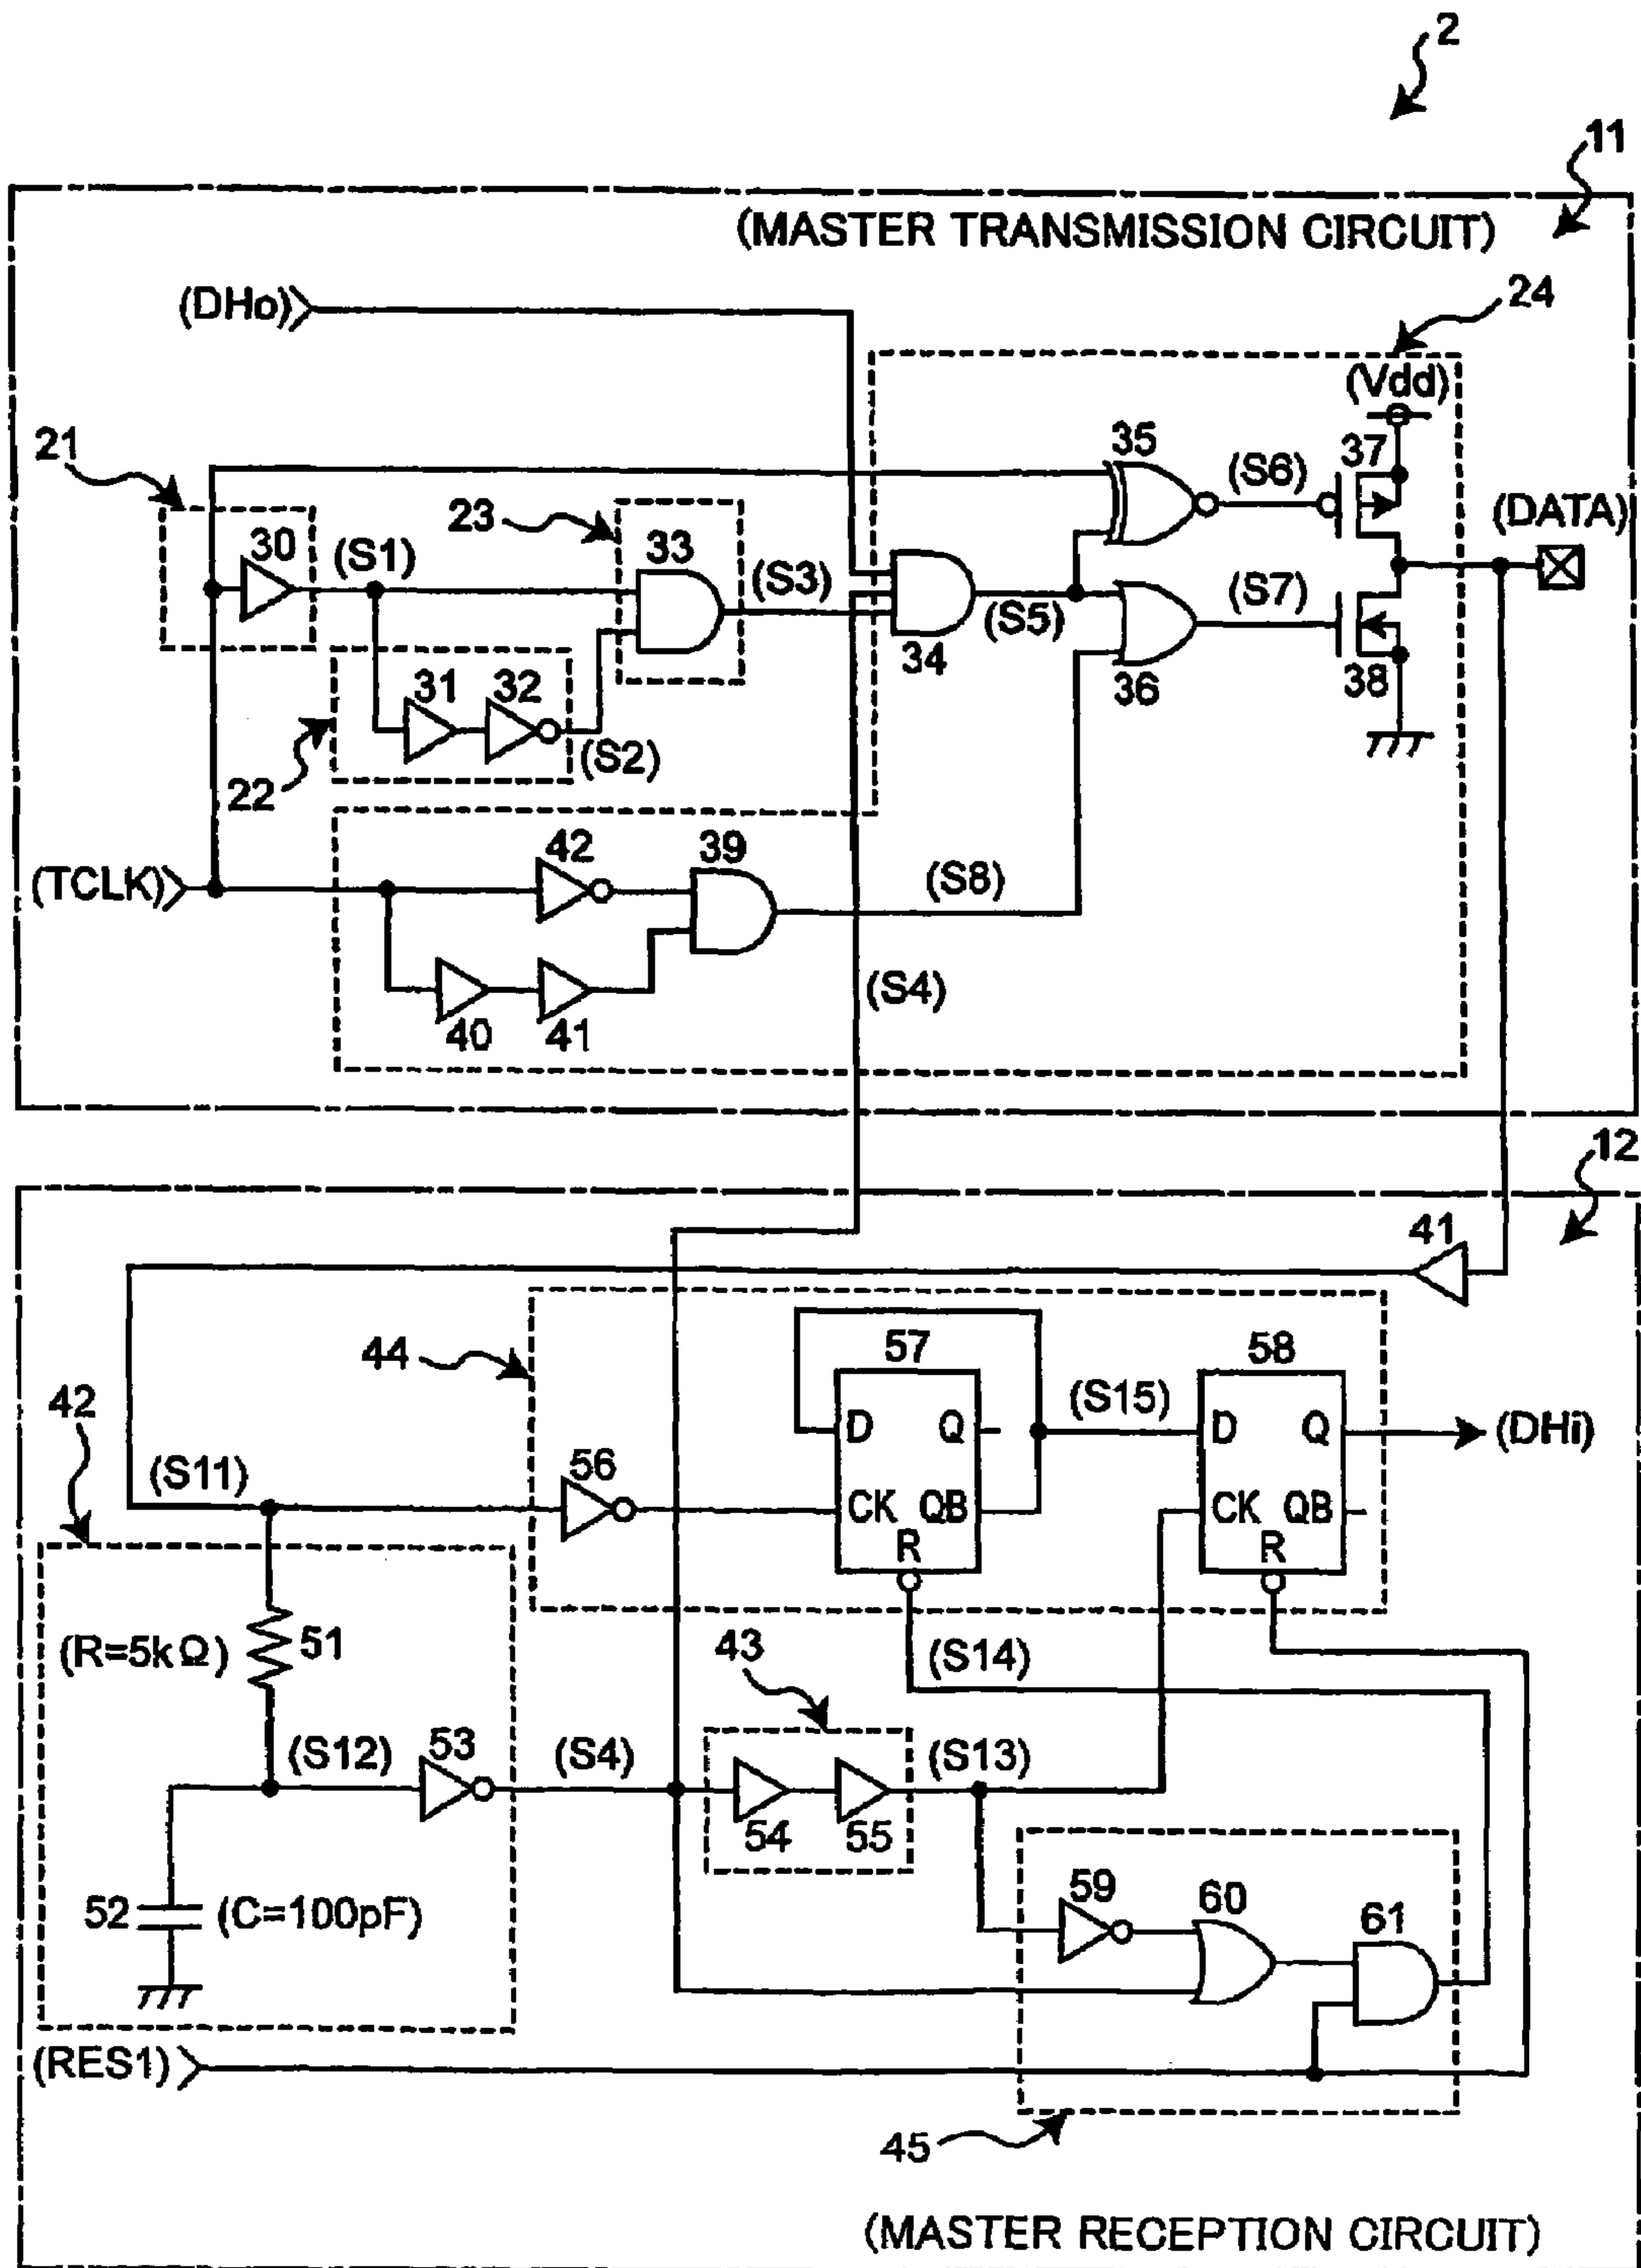 2
11
(MASTER TRANSMISSION CIRCUIT)
(DHo)
24
(Vdd)
21
35
(S6)
37
(DATA)
23
30
(S1)
33
(S3)
(S5)
(S7)
34
36
38
31
32
(S2)
22
42
39
(S8)
(TCLK)
(S4)
40
41
12
41
44
57
58
(S15)
42
D
Q
D
Q
(DHi)
(S11)
56
CK
QB
CK
QB
R
R
(R=5kΩ)
51
43
(S14)
(S12)
53
(S4)
(S13)
54
55
52
(C=100pF)
59
60
61
(RES1)
45
(MASTER RECEPTION CIRCUIT)